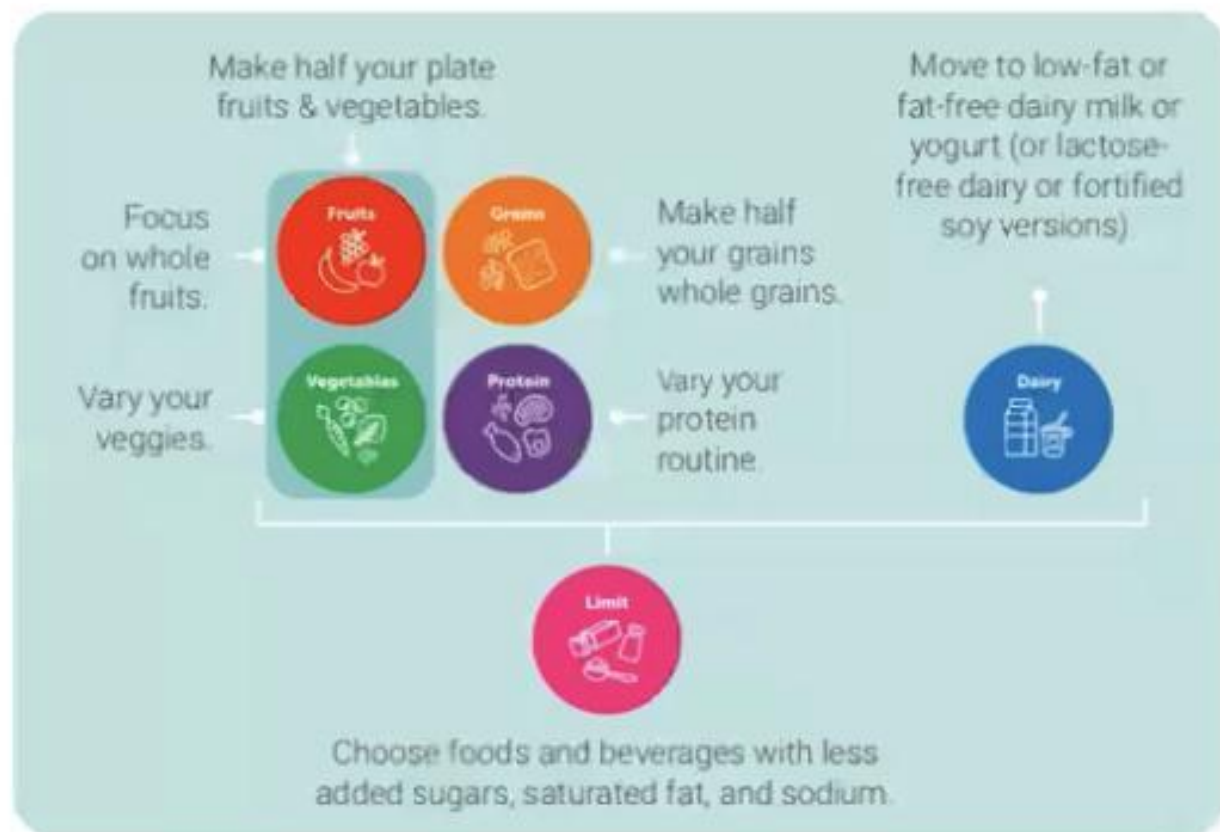 Make half your plate
fruits & vegetables.
Move to low-fat or
fat-free dairy milk or
yogurt (or lactose-
free dairy or fortified
soy versions)
Focus
on whole
fruits.
Fruits
Grains
Make half
your grains
whole grains.
Vary your
veggies.
Vegetables
Protein
Vary your
protein
routine.
Dairy
Limit
Choose foods and beverages with less
added sugars, saturated fat, and sodium.